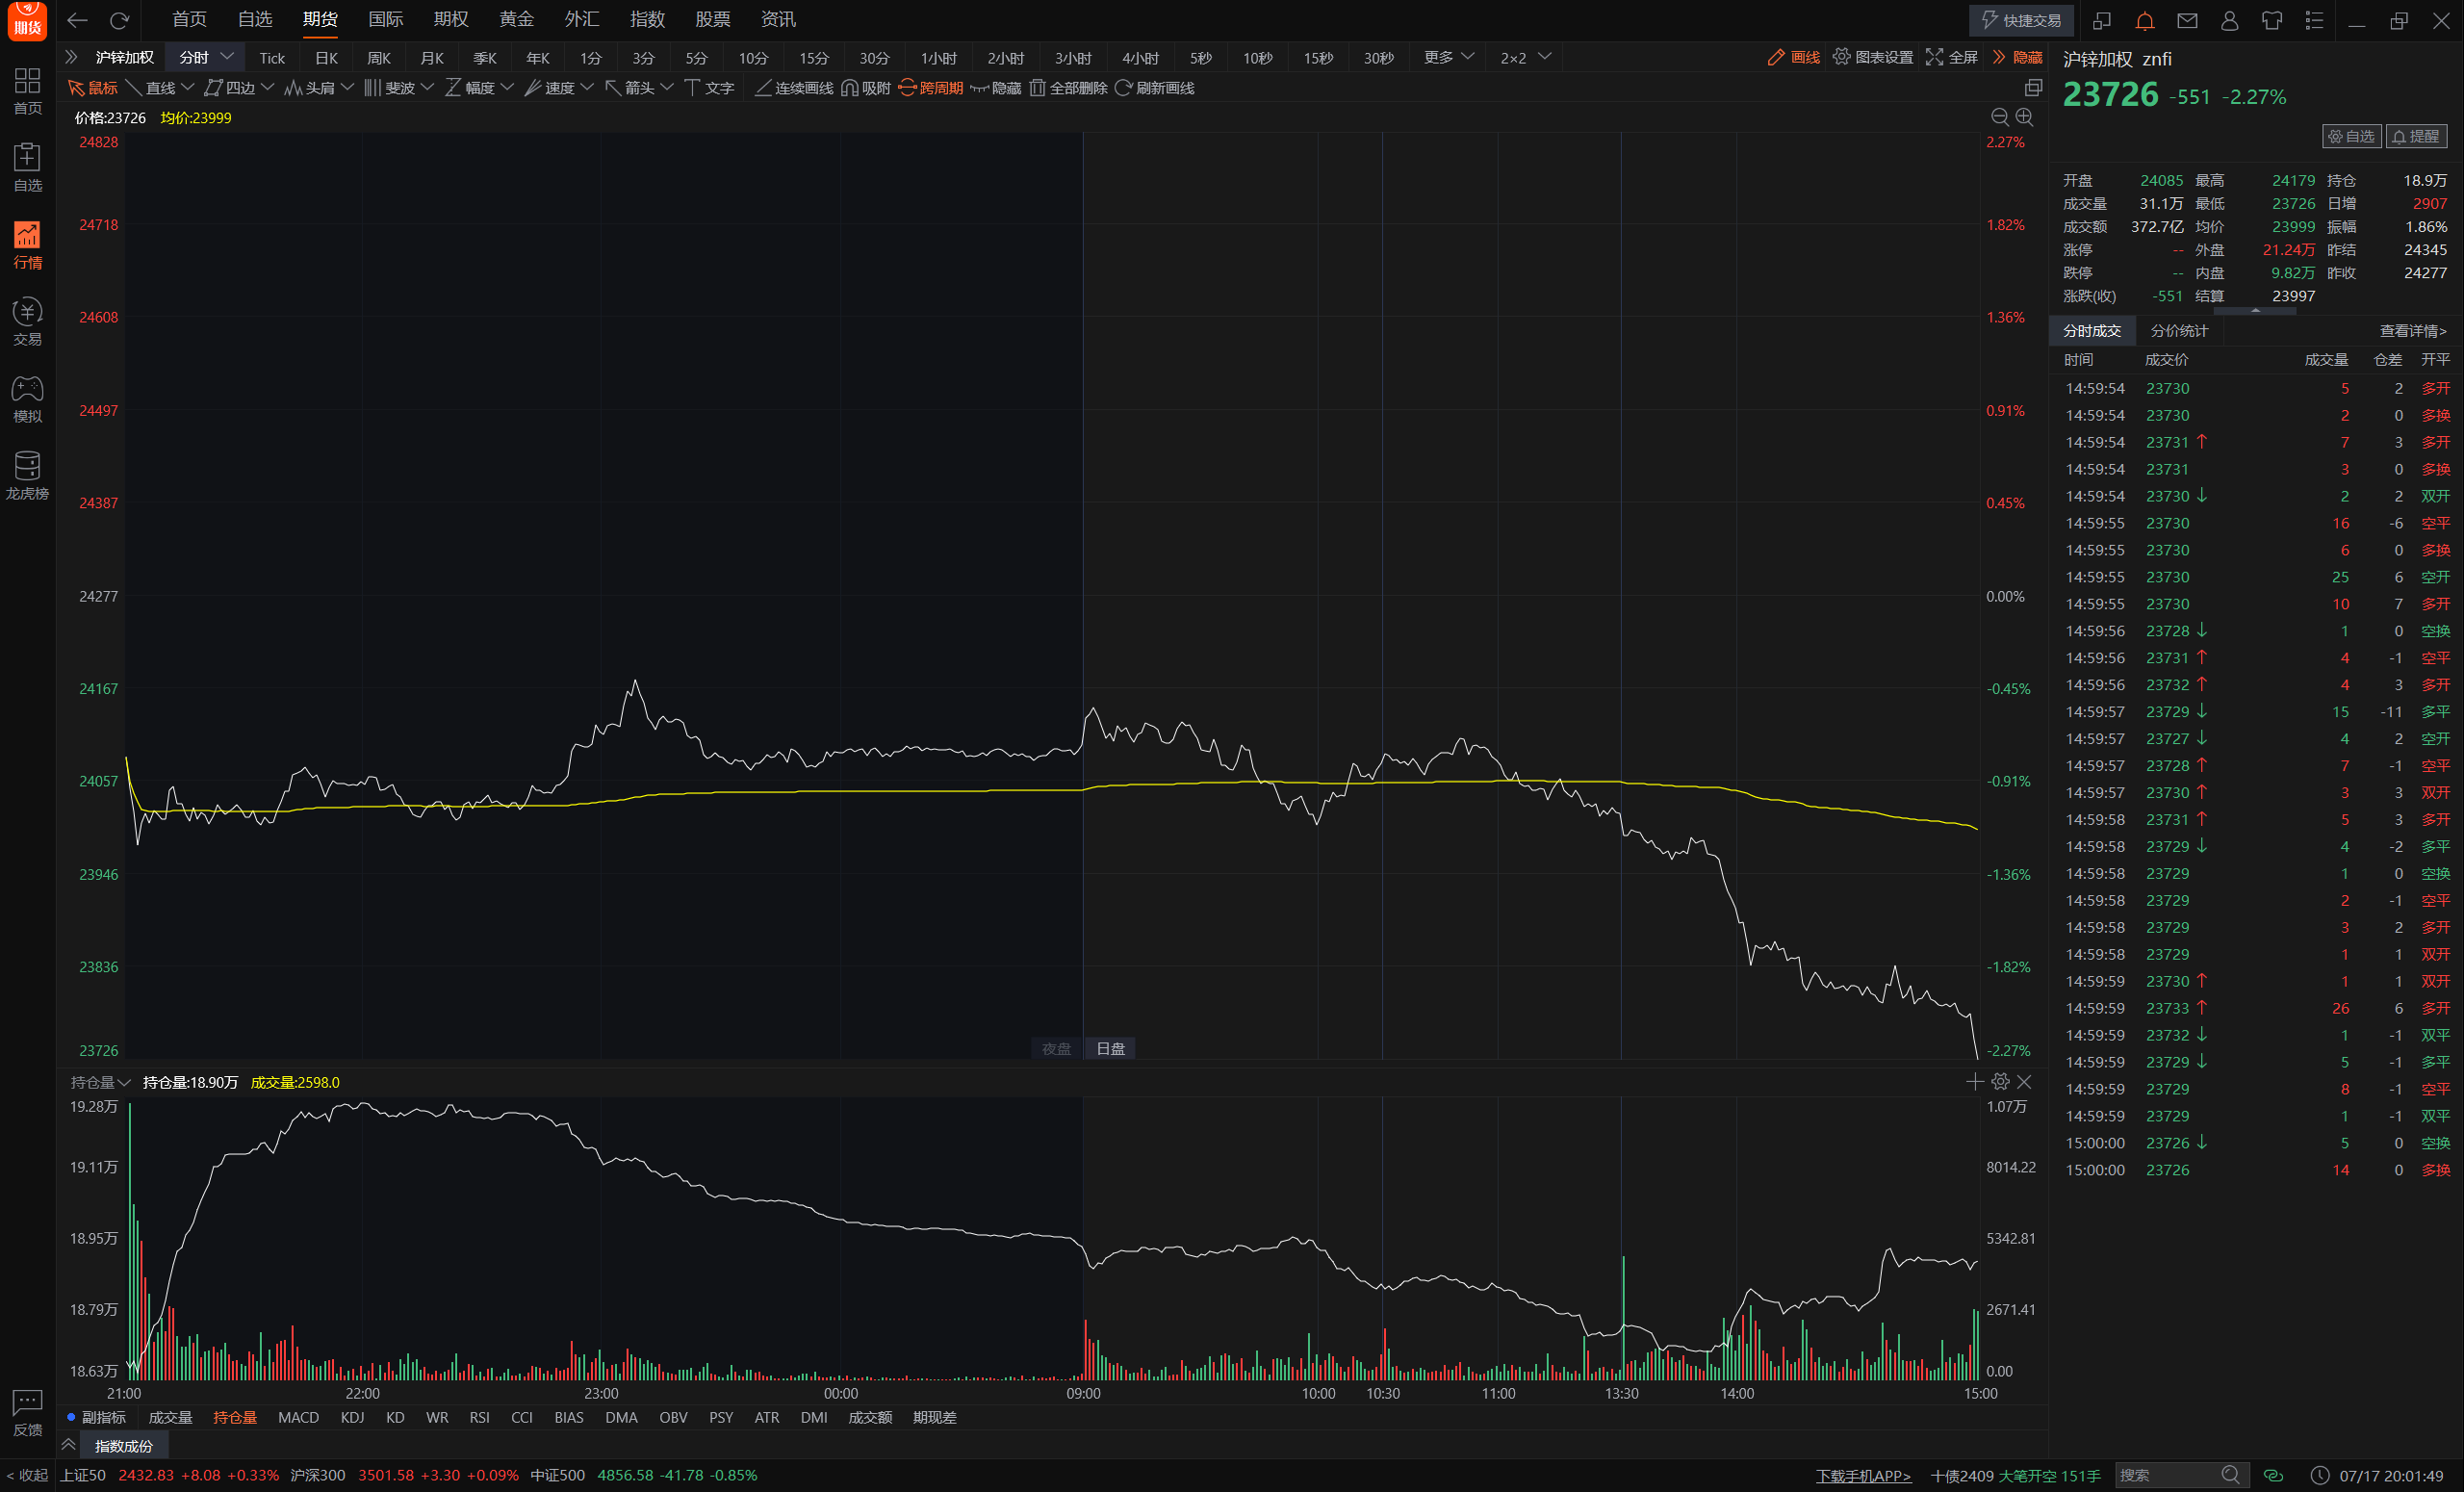 期货
首页 自选 期货 国际 期权 黄金 外汇 指数 股票 资讯
快捷交易
首页
自选
行情
交易
模拟
龙虎榜
反馈
< 收起
沪锌加权 分时 Tick 日K 周K 月K 季K 年K 1分 3分 5分 10分 15分 30分 1小时 2小时 3小时 4小时 5秒 10秒 15秒 30秒 更多 2×2 画线 图表设置 全屏 隐藏
鼠标 直线 四边 头肩 斐波 幅度 速度 箭头 文字 连续画线 吸附 跨周期 隐藏 全部删除 刷新画线
价格:23726 均价:23999
24828 2.27%
24718 1.82%
24608 1.36%
24497 0.91%
24387 0.45%
24277 0.00%
24167 -0.45%
24057 -0.91%
23946 -1.36%
23836 -1.82%
23726 夜盘 日盘 -2.27%
持仓量 持仓量:18.90万 成交量:2598.0
19.28万 1.07万
19.11万 8014.22
18.95万 5342.81
18.79万 2671.41
18.63万 0.00
21:00 22:00 23:00 00:00 09:00 10:00 10:30 11:00 13:30 14:00 15:00
副指标 成交量 持仓量 MACD KDJ KD WR RSI CCI BIAS DMA OBV PSY ATR DMI 成交额 期现差
指数成份
沪锌加权 znfi
23726 -551 -2.27%
自选 提醒
开盘 24085 最高 24179 持仓 18.9万
成交量 31.1万 最低 23726 日增 2907
成交额 372.7亿 均价 23999 振幅 1.86%
涨停 -- 外盘 21.24万 昨结 24345
跌停 -- 内盘 9.82万 昨收 24277
涨跌(收) -551 结算 23997
分时成交 分价统计 查看详情>
时间 成交价 成交量 仓差 开平
14:59:54 23730 5 2 多开
14:59:54 23730 2 0 多换
14:59:54 23731 ↑ 7 3 多开
14:59:54 23731 3 0 多换
14:59:54 23730 ↓ 2 2 双开
14:59:55 23730 16 -6 空平
14:59:55 23730 6 0 多换
14:59:55 23730 25 6 空开
14:59:55 23730 10 7 多开
14:59:56 23728 ↓ 1 0 空换
14:59:56 23731 ↑ 4 -1 空平
14:59:56 23732 ↑ 4 3 多开
14:59:57 23729 ↓ 15 -11 多平
14:59:57 23727 ↓ 4 2 空开
14:59:57 23728 ↑ 7 -1 空平
14:59:57 23730 ↑ 3 3 双开
14:59:58 23731 ↑ 5 3 多开
14:59:58 23729 ↓ 4 -2 多平
14:59:58 23729 1 0 空换
14:59:58 23729 2 -1 空平
14:59:58 23729 3 2 多开
14:59:58 23729 1 1 双开
14:59:59 23730 ↑ 1 1 双开
14:59:59 23733 ↑ 26 6 多开
14:59:59 23732 ↓ 1 -1 双平
14:59:59 23729 ↓ 5 -1 多平
14:59:59 23729 8 -1 空平
14:59:59 23729 1 -1 双平
15:00:00 23726 ↓ 5 0 空换
15:00:00 23726 14 0 多换
上证50 2432.83 +8.08 +0.33% 沪深300 3501.58 +3.30 +0.09% 中证500 4856.58 -41.78 -0.85% 下载手机APP> 十债2409 大笔开空 151手 搜索 07/17 20:01:49